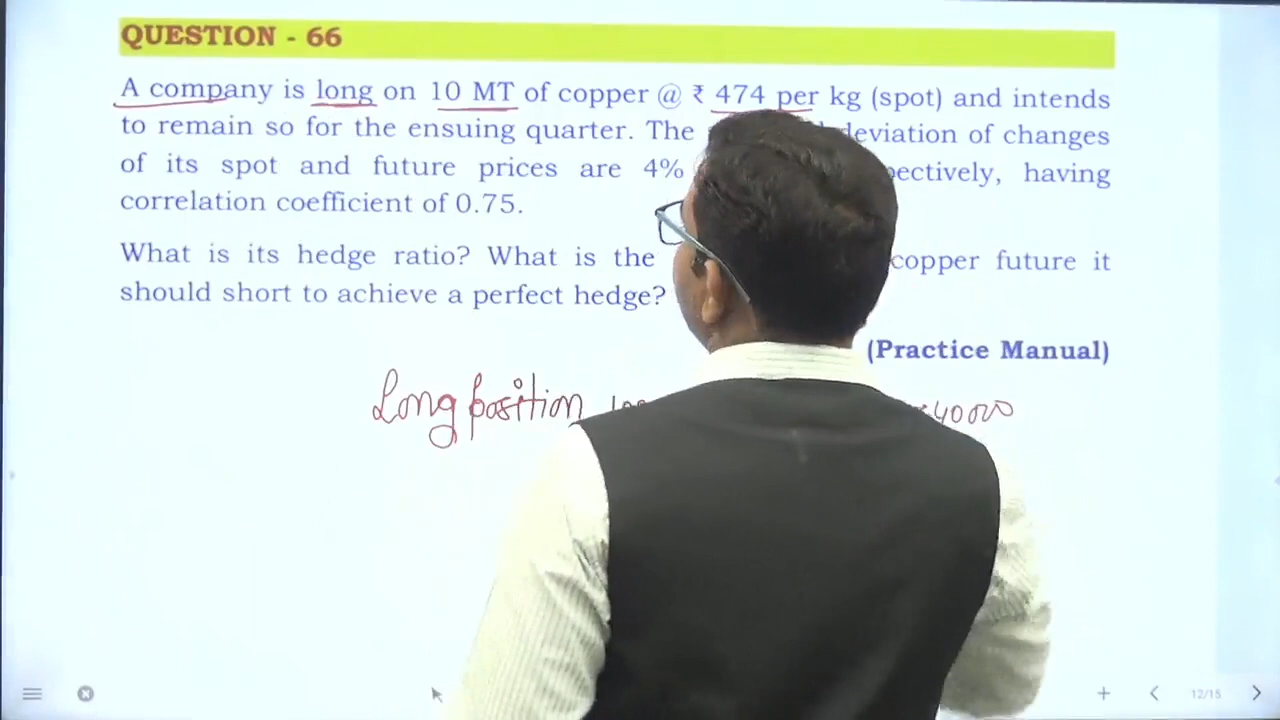 QUESTION - 66
A company is long on 10 MT of copper @ ₹ 474 per kg (spot) and intends
to remain so for the ensuing quarter. The deviation of changes
of its spot and future prices are 4% having
correlation coefficient of 0.75.
What is its hedge ratio? What is the copper future it
should short to achieve a perfect hedge?
(Practice Manual)
Long position 40000
12/15